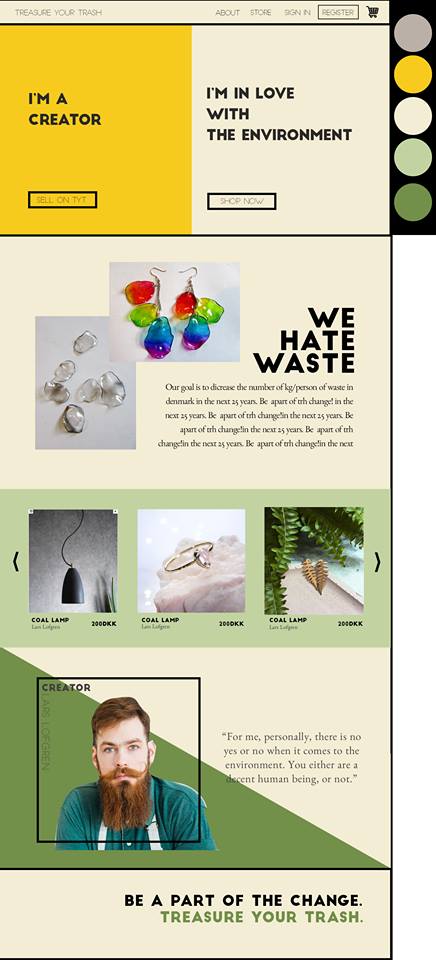 TREASURE YOUR TRASH
ABOUT STORE SIGN IN REGISTER
I'M A
CREATOR
SELL ON TYT
I'M IN LOVE
WITH
THE ENVIRONMENT
SHOP NOW
WE
HATE
WASTE
Our goal is to dicrease the number of kg/person of waste in
denmark in the next 25 years. Be apart of trh change! in the
next 25 years. Be apart of trh change!in the next 25 years. Be
apart of trh change!in the next 25 years. Be apart of trh
change!in the next 25 years. Be apart of trh change!in the next
COAL LAMP
Lars Lofgren
200DKK
COAL LAMP
Lars Lofgren
200DKK
COAL LAMP
Lars Lofgren
200DKK
CREATOR
LARS LOFGREN
“For me, personally, there is no
yes or no when it comes to the
environment. You either are a
decent human being, or not.”
BE A PART OF THE CHANGE.
TREASURE YOUR TRASH.